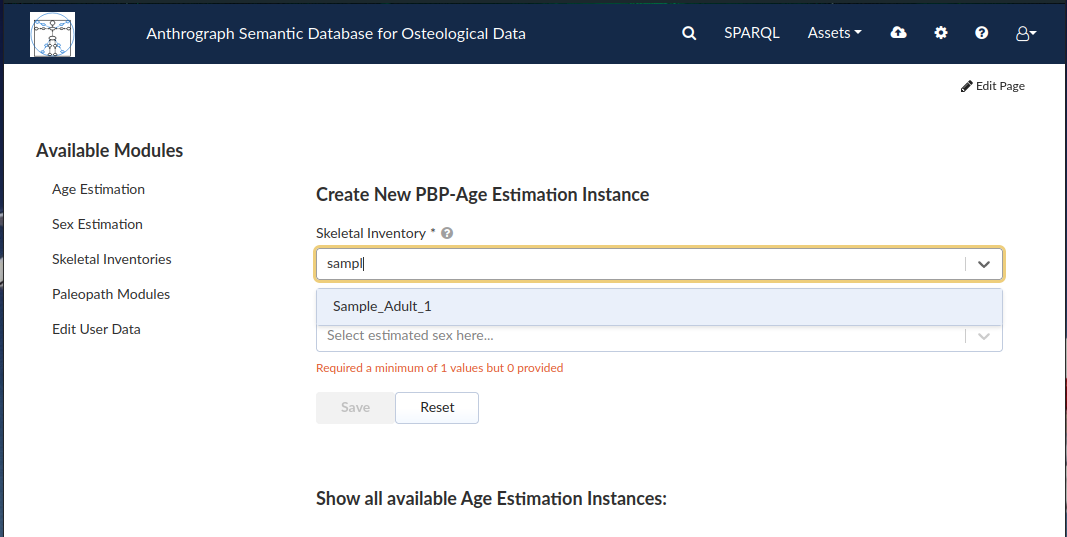 Anthrograph Semantic Database for Osteological Data
SPARQL
Assets
Edit Page
Available Modules
Age Estimation
Sex Estimation
Skeletal Inventories
Paleopath Modules
Edit User Data
Create New PBP-Age Estimation Instance
Skeletal Inventory *
sampl
Sample_Adult_1
Select estimated sex here...
Required a minimum of 1 values but 0 provided
Save
Reset
Show all available Age Estimation Instances: